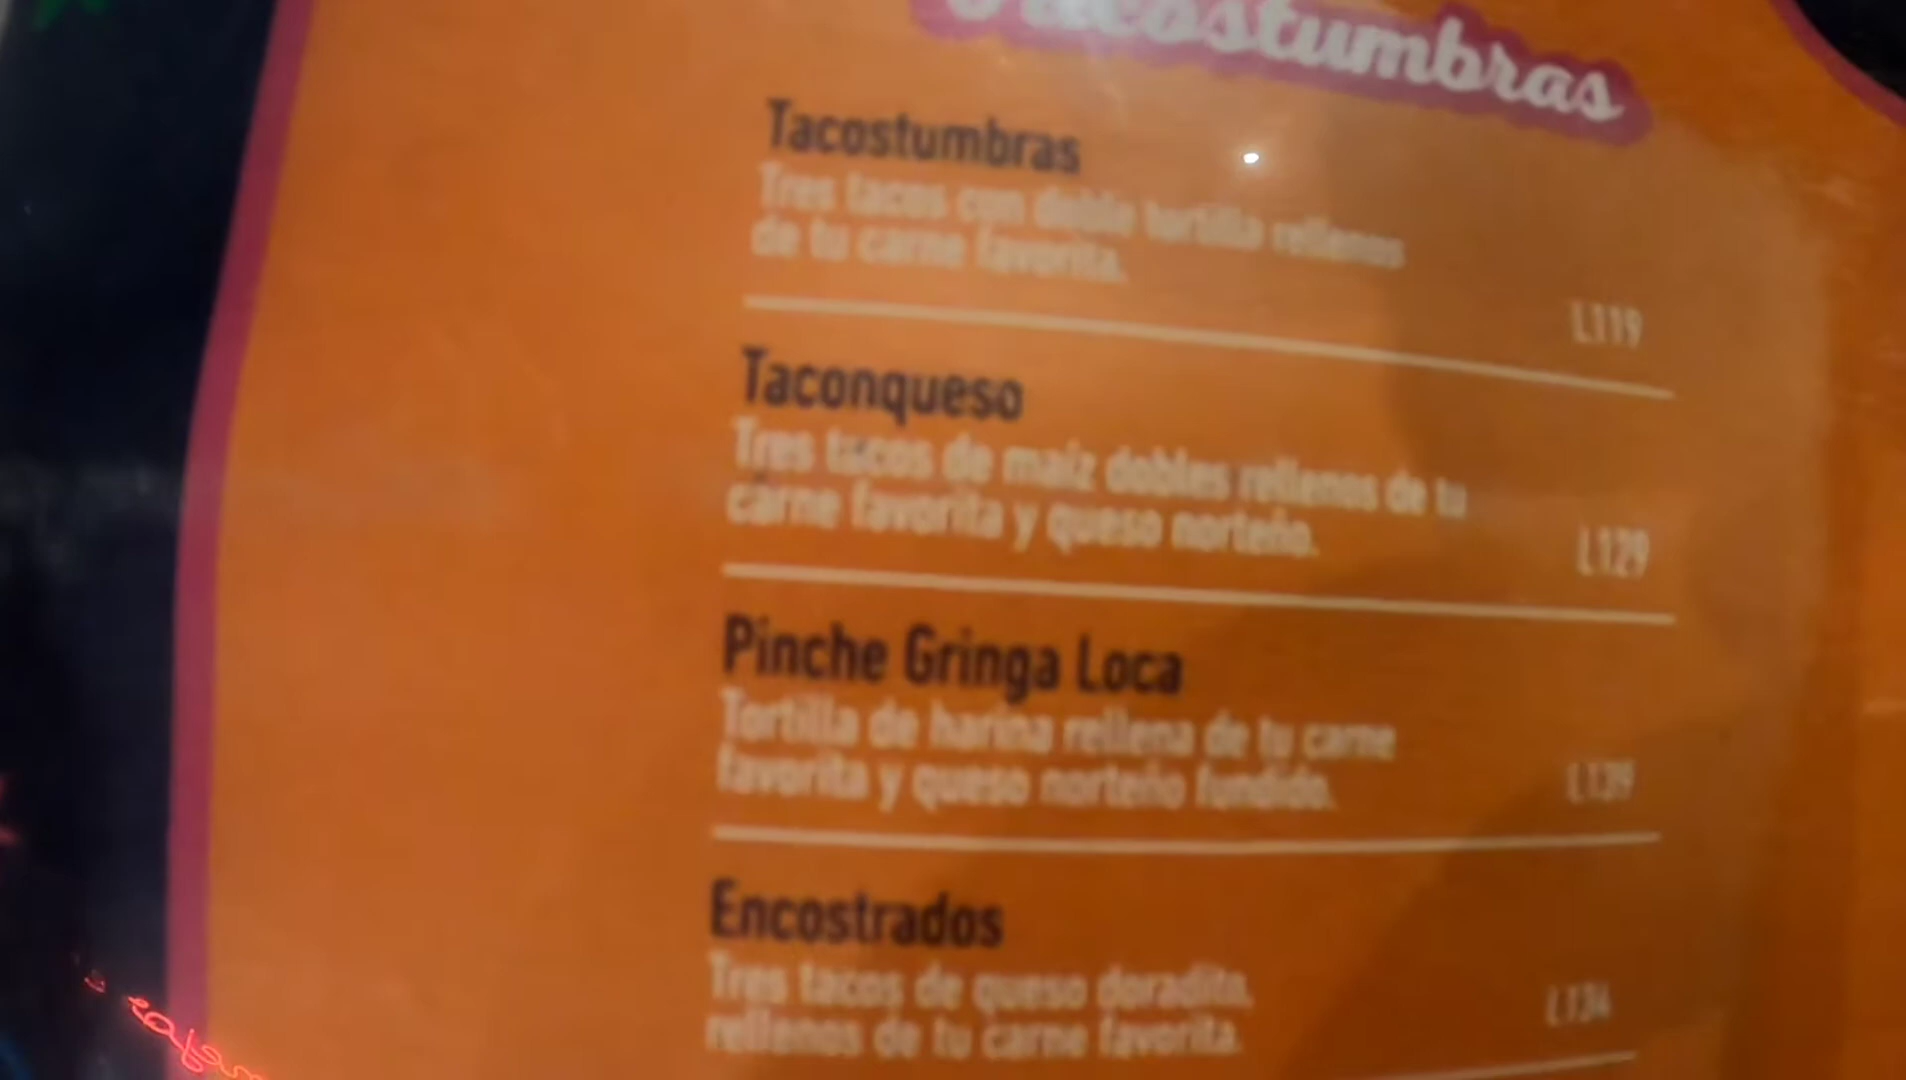 Tacostumbras
Tacostumbras
Tres tacos con doble tortilla rellenos
de tu carne favorita.
L119
Taconqueso
Tres tacos de maíz dobles rellenos de tu
carne favorita y queso norteño.
L129
Pinche Gringa Loca
Tortilla de harina rellena de tu carne
favorita y queso norteño fundido.
L139
Encostrados
Tres tacos de queso doradito,
rellenos de tu carne favorita.
L134